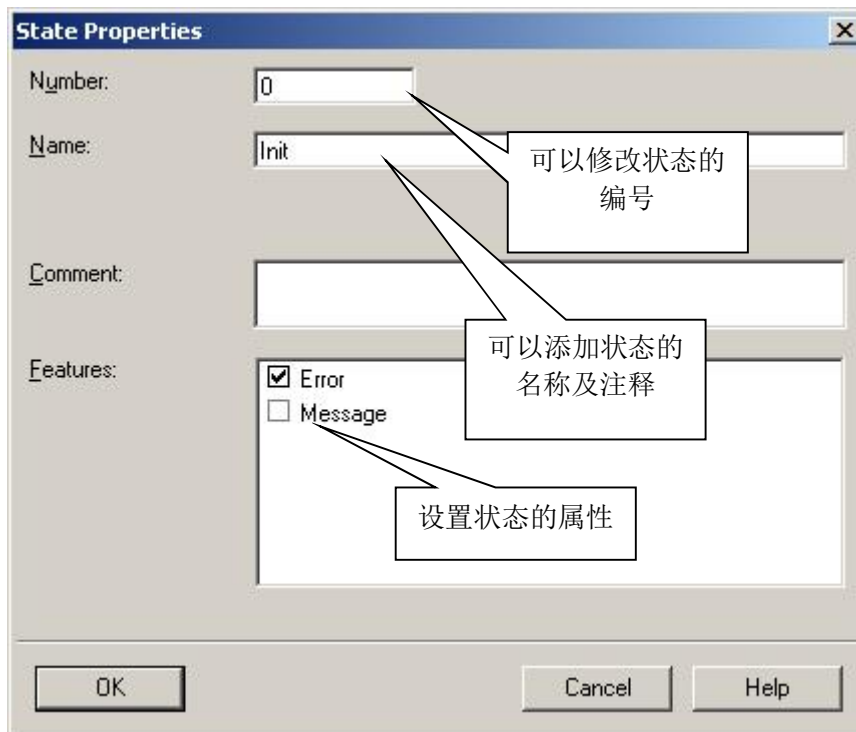 State Properties
Number:
0
Name:
Init
可以修改状态的
编号
Comment:
可以添加状态的
名称及注释
Features:
Error
Message
设置状态的属性
OK
Cancel
Help